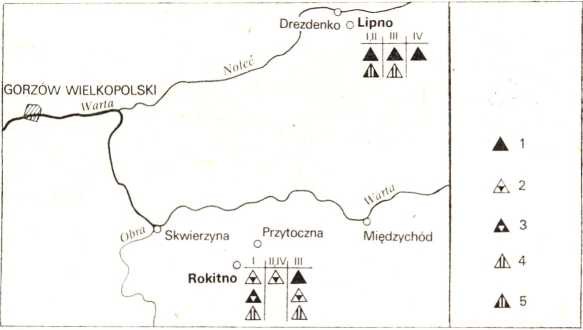 Drezdenko Lipno
I,II III IV
Noteć
GORZÓW WIELKOPOLSKI
Warta
1
2
Warta
Obra
Skwierzyna
Przytoczna
Międzychód
3
Rokitno
I II,IV III
4
5